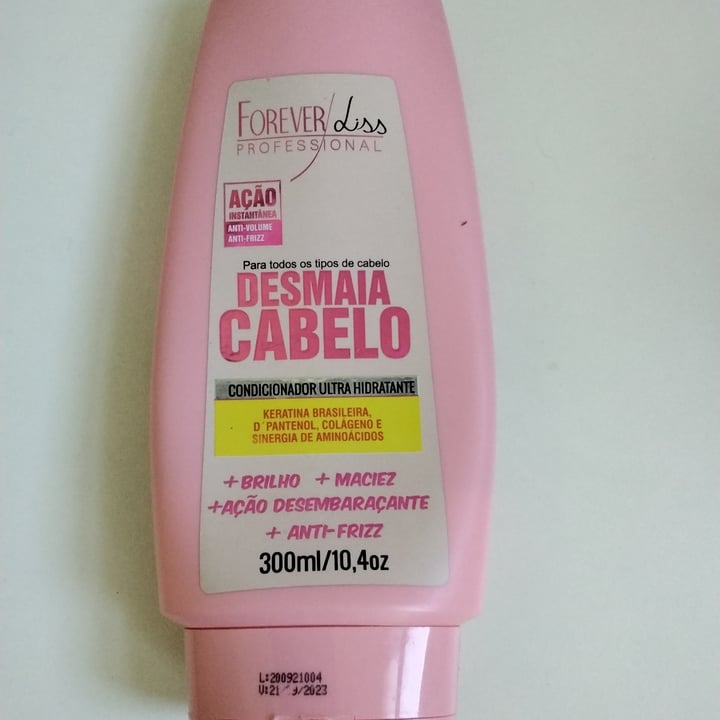 FOREVER Liss
PROFESSIONAL
AÇÃO
INSTANTÂNEA
ANTI-VOLUME
ANTI-FRIZZ
Para todos os tipos de cabelo
DESMAIA
CABELO
CONDICIONADOR ULTRA HIDRATANTE
KERATINA BRASILEIRA,
D´PANTENOL, COLÁGENO E
SINERGIA DE AMINOÁCIDOS
+BRILHO + MACIEZ
+AÇÃO DESEMBARAÇANTE
+ ANTI-FRIZZ
300ml/10,4oz
L:200921004